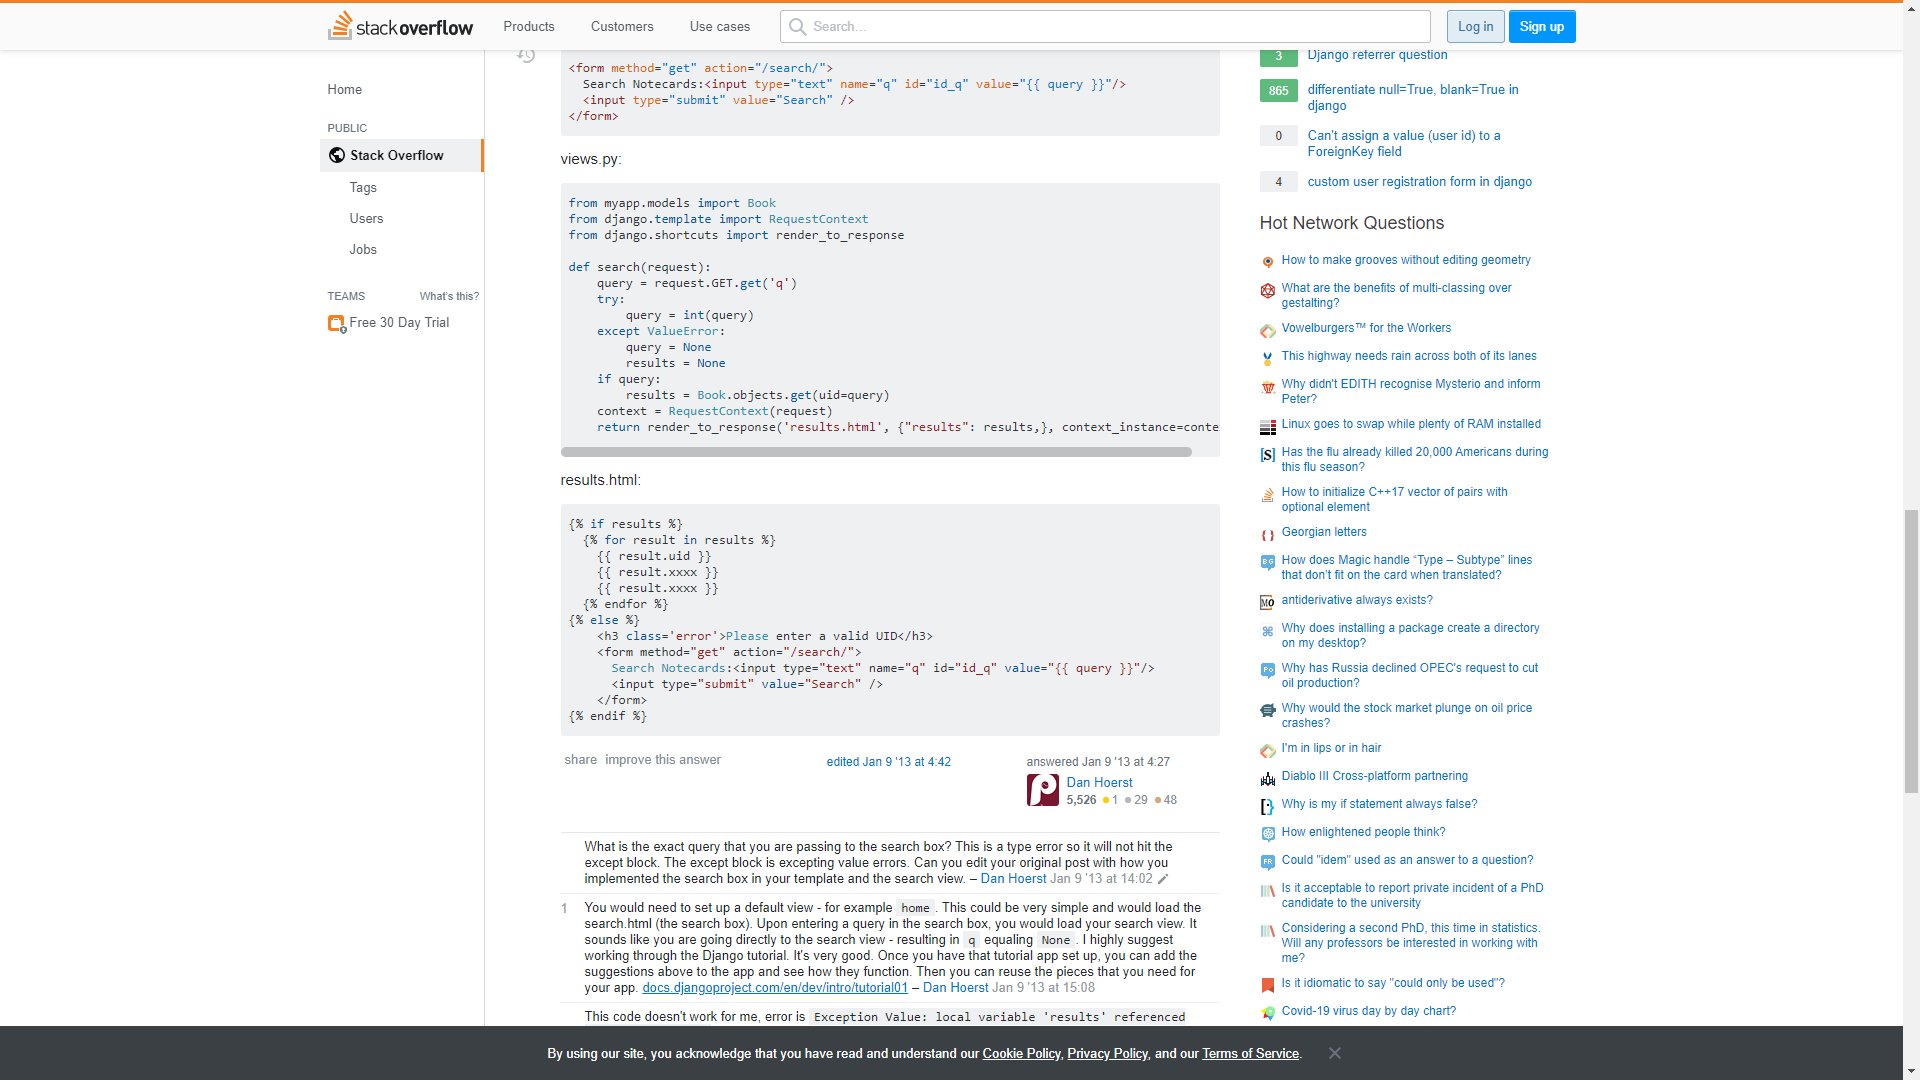 stackoverflow
Products
Customers
Use cases
Search...
Log in
Sign up
Home
PUBLIC
Stack Overflow
Tags
Users
Jobs
TEAMS
What's this?
Free 30 Day Trial
<form method="get" action="/search/">
Search Notecards:<input type="text" name="q" id="id_q" value="{{ query }}"/>
<input type="submit" value="Search" />
</form>
views.py:
from myapp.models import Book
from django.template import RequestContext
from django.shortcuts import render_to_response
def search(request):
query = request.GET.get('q')
try:
query = int(query)
except ValueError:
query = None
results = None
if query:
results = Book.objects.get(uid=query)
context = RequestContext(request)
return render_to_response('results.html', {"results": results,}, context_instance=conte
results.html:
{% if results %}
{% for result in results %}
{{ result.uid }}
{{ result.xxxx }}
{{ result.xxxx }}
{% endfor %}
{% else %}
<h3 class='error'>Please enter a valid UID</h3>
<form method="get" action="/search/">
Search Notecards:<input type="text" name="q" id="id_q" value="{{ query }}"/>
<input type="submit" value="Search" />
</form>
{% endif %}
share improve this answer
edited Jan 9 '13 at 4:42
answered Jan 9 '13 at 4:27
Dan Hoerst
5,526 1 29 48
What is the exact query that you are passing to the search box? This is a type error so it will not hit the
except block. The except block is excepting value errors. Can you edit your original post with how you
implemented the search box in your template and the search view. – Dan Hoerst Jan 9 '13 at 14:02
1
You would need to set up a default view - for example home . This could be very simple and would load the
search.html (the search box). Upon entering a query in the search box, you would load your search view. It
sounds like you are going directly to the search view - resulting in q equaling None . I highly suggest
working through the Django tutorial. It's very good. Once you have that tutorial app set up, you can add the
suggestions above to the app and see how they function. Then you can reuse the pieces that you need for
your app. docs.djangoproject.com/en/dev/intro/tutorial01 – Dan Hoerst Jan 9 '13 at 15:08
This code doesn't work for me, error is Exception Value: local variable 'results' referenced
3
Django referrer question
865
differentiate null=True, blank=True in
django
0
Can't assign a value (user id) to a
ForeignKey field
4
custom user registration form in django
Hot Network Questions
How to make grooves without editing geometry
What are the benefits of multi-classing over
gestalting?
Vowelburgers™ for the Workers
This highway needs rain across both of its lanes
Why didn't EDITH recognise Mysterio and inform
Peter?
Linux goes to swap while plenty of RAM installed
Has the flu already killed 20,000 Americans during
this flu season?
How to initialize C++17 vector of pairs with
optional element
Georgian letters
How does Magic handle “Type – Subtype” lines
that don't fit on the card when translated?
antiderivative always exists?
Why does installing a package create a directory
on my desktop?
Why has Russia declined OPEC's request to cut
oil production?
Why would the stock market plunge on oil price
crashes?
I'm in lips or in hair
Diablo III Cross-platform partnering
Why is my if statement always false?
How enlightened people think?
Could "idem" used as an answer to a question?
Is it acceptable to report private incident of a PhD
candidate to the university
Considering a second PhD, this time in statistics.
Will any professors be interested in working with
me?
Is it idiomatic to say "could only be used"?
Covid-19 virus day by day chart?
By using our site, you acknowledge that you have read and understand our Cookie Policy, Privacy Policy, and our Terms of Service.